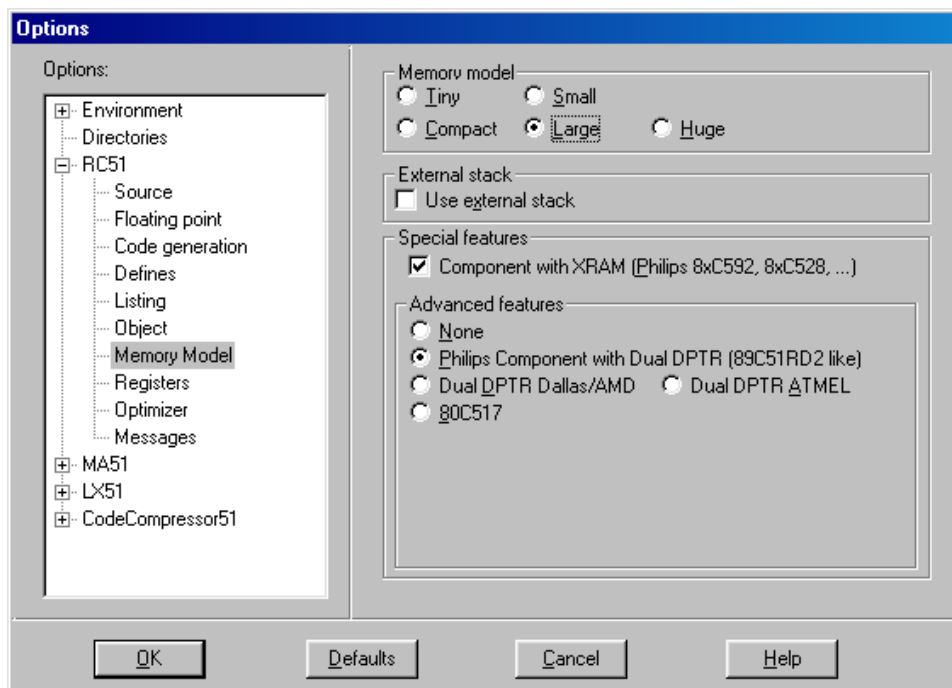 Options
Options:
Environment
Directories
RC51
Source
Floating point
Code generation
Defines
Listing
Object
Memory Model
Registers
Optimizer
Messages
MA51
LX51
CodeCompressor51
Memory model
Tiny Small
Compact Large Huge
External stack
Use external stack
Special features
Component with XRAM (Philips 8xC592, 8xC528, ...)
Advanced features
None
Philips Component with Dual DPTR (89C51RD2 like)
Dual DPTR Dallas/AMD Dual DPTR ATMEL
80C517
OK Defaults Cancel Help